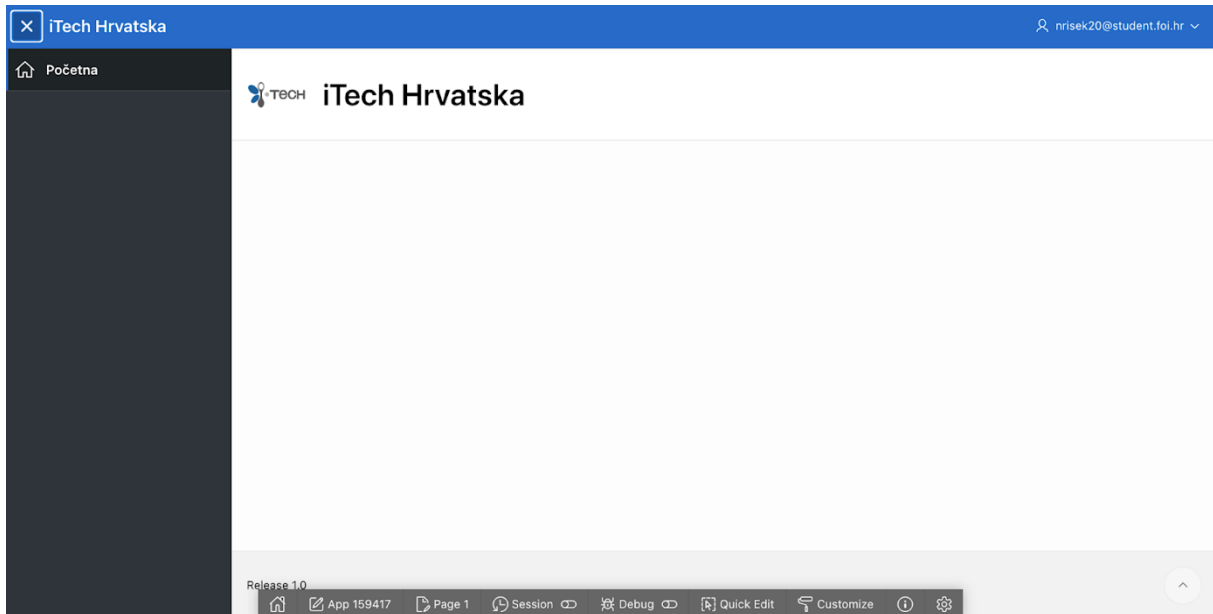 iTech Hrvatska
nrisek20@student.foi.hr
Početna
i-TECH iTech Hrvatska
Release 1.0
App 159417 Page 1 Session Debug Quick Edit Customize